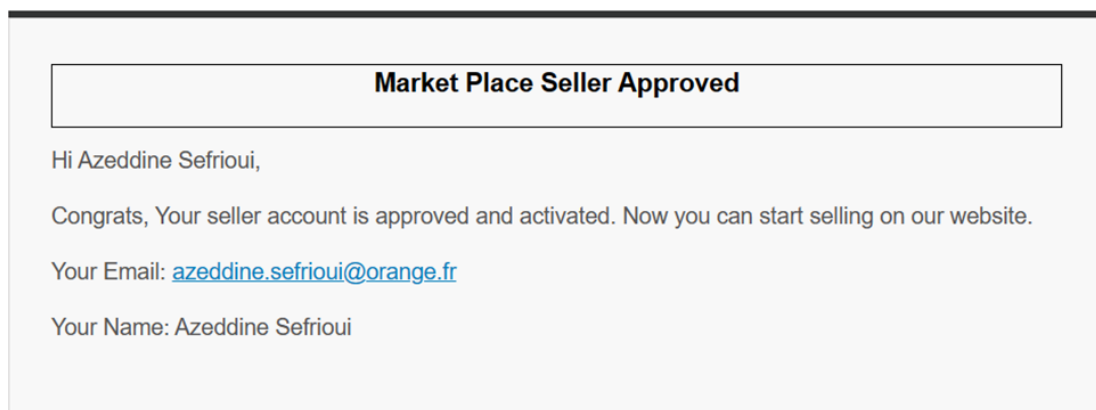 Market Place Seller Approved
Hi Azeddine Sefrioui,
Congrats, Your seller account is approved and activated. Now you can start selling on our website.
Your Email: azeddine.sefrioui@orange.fr
Your Name: Azeddine Sefrioui